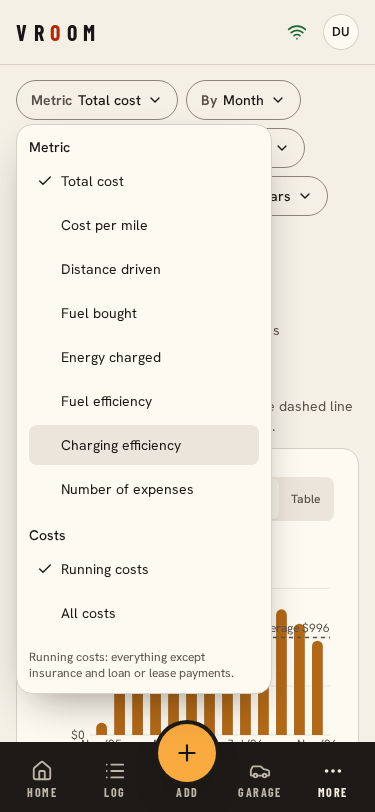 VROOM
DU
Metric Total cost
By Month
Metric
Total cost
Cost per mile
Distance driven
Fuel bought
Energy charged
Fuel efficiency
dashed line
Charging efficiency
Number of expenses
Table
Costs
Running costs
All costs
$996
Running costs: everything except
insurance and loan or lease payments.
$0
HOME
LOG
ADD
GARAGE
MORE